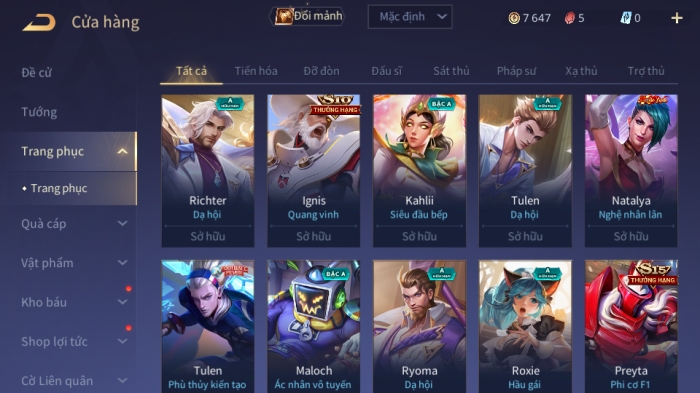 Cửa hàng
Đổi mảnh
Mặc định
7 647
5
0
Đề cử
Tướng
Trang phục
Trang phục
Quà cáp
Vật phẩm
Kho báu
Shop lợi tức
Cờ Liên quân
Tất cả
Tiến hóa
Đỡ đòn
Đấu sĩ
Sát thủ
Pháp sư
Xạ thủ
Trợ thủ
A
Richter
Dạ hội
Sở hữu
S10
THƯỞNG HẠNG
Ignis
Quang vinh
Sở hữu
BẬC A
Kahlii
Siêu đầu bếp
Sở hữu
A
Tulen
Dạ hội
Sở hữu
Natalya
Nghệ nhân lân
Sở hữu
Tulen
Phù thủy kiến tạo
BẬC A
Maloch
Ác nhân vô tuyến
A
Ryoma
Dạ hội
A
Roxie
Hầu gái
S15
THƯỞNG HẠNG
Preyta
Phi cơ F1